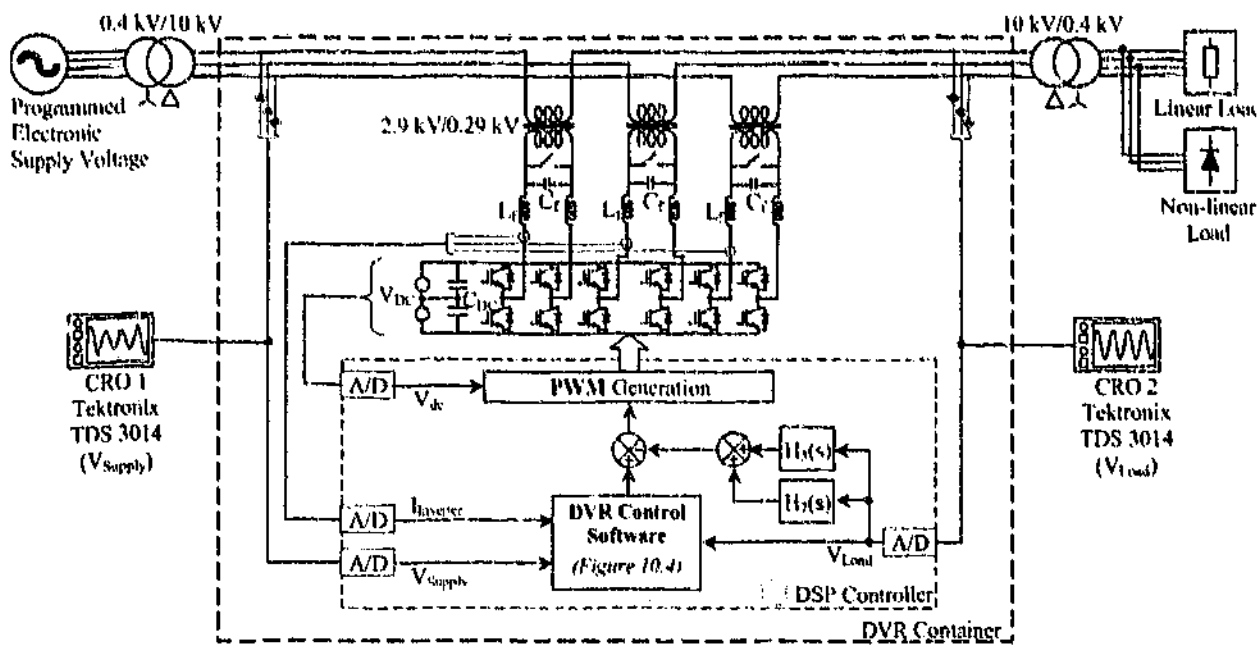 0.4 kV/10 kV
10 kV/0.4 kV
Programmed
Electronic
Supply Voltage
Linear Load
Non-linear
Load
2.9 kV/0.29 kV
Cf
Cf
Cf
Lf
Lf
Lf
VDC
CDC
CRO 1
Tektronix
TDS 3014
(VSupply)
CRO 2
Tektronix
TDS 3014
(VLoad)
A/D
Vdc
PWM Generation
H2(s)
A/D
IInverter
DVR Control
Software
(Figure 10.4)
A/D
VSupply
VLoad
A/D
DSP Controller
DVR Container